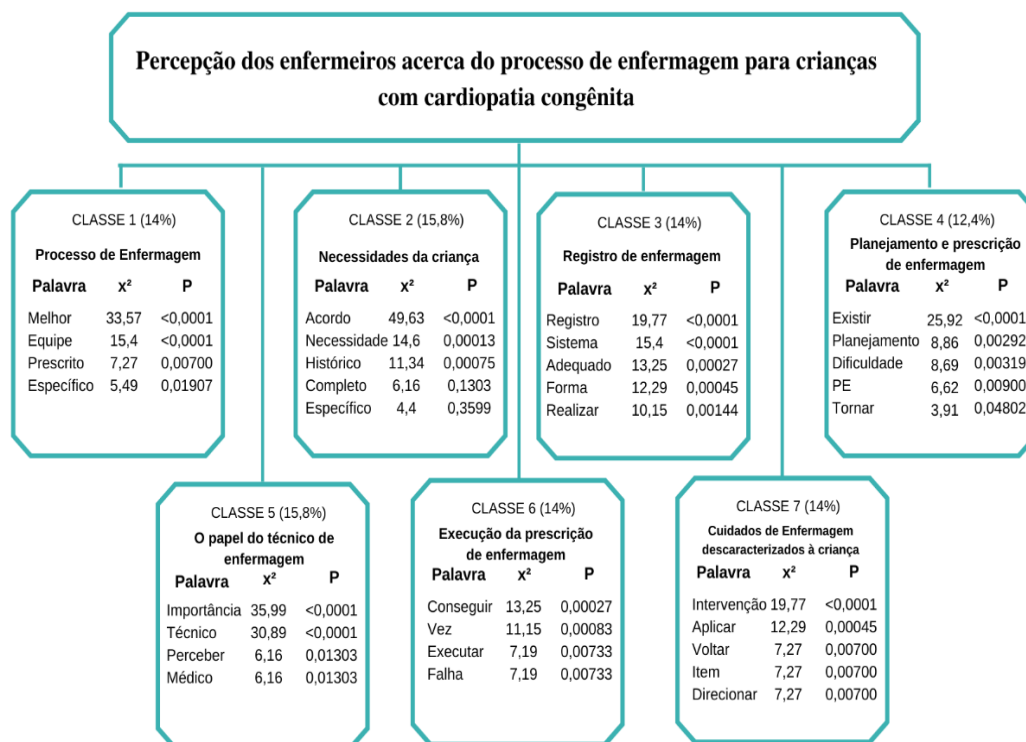 Percepção dos enfermeiros acerca do processo de enfermagem para crianças
com cardiopatia congênita
CLASSE 1 (14%)
Processo de Enfermagem
Palavra x² P
Melhor 33,57 <0,0001
Equipe 15,4 <0,0001
Prescrito 7,27 0,00700
Específico 5,49 0,01907
CLASSE 2 (15,8%)
Necessidades da criança
Palavra x² P
Acordo 49,63 <0,0001
Necessidade 14,6 0,00013
Histórico 11,34 0,00075
Completo 6,16 0,1303
Específico 4,4 0,3599
CLASSE 3 (14%)
Registro de enfermagem
Palavra x² P
Registro 19,77 <0,0001
Sistema 15,4 <0,0001
Adequado 13,25 0,00027
Forma 12,29 0,00045
Realizar 10,15 0,00144
CLASSE 4 (12,4%)
Planejamento e prescrição
de enfermagem
Palavra x² P
Existir 25,92 <0,0001
Planejamento 8,86 0,00292
Dificuldade 8,69 0,00319
PE 6,62 0,00900
Tornar 3,91 0,04802
CLASSE 5 (15,8%)
O papel do técnico de
enfermagem
Palavra x² P
Importância 35,99 <0,0001
Técnico 30,89 <0,0001
Perceber 6,16 0,01303
Médico 6,16 0,01303
CLASSE 6 (14%)
Execução da prescrição
de enfermagem
Palavra x² P
Conseguir 13,25 0,00027
Vez 11,15 0,00083
Executar 7,19 0,00733
Falha 7,19 0,00733
CLASSE 7 (14%)
Cuidados de Enfermagem
descaracterizados à criança
Palavra x² P
Intervenção 19,77 <0,0001
Aplicar 12,29 0,00045
Voltar 7,27 0,00700
Item 7,27 0,00700
Direcionar 7,27 0,00700